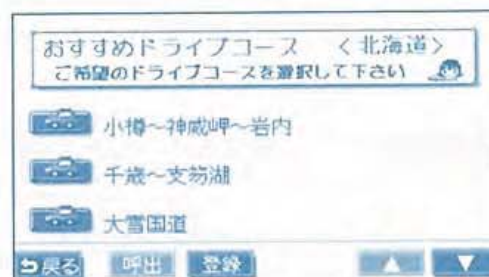 おすすめドライブコース <北海道>
ご希望のドライブコースを選択して下さい
小樽～神威岬～岩内
千歳～支笏湖
大雪国道
戻る 呼出 登録 ▲ ▼